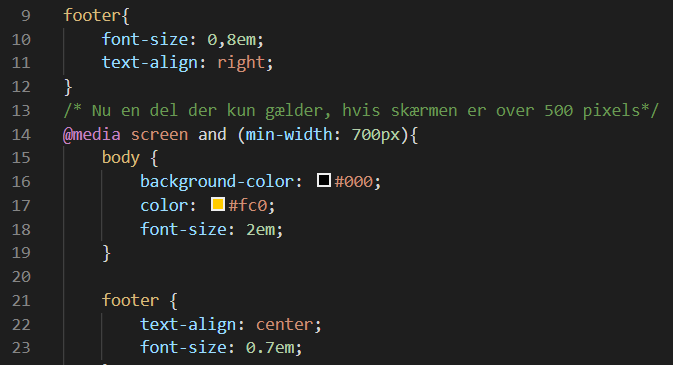 9 footer{
10 font-size: 0,8em;
11 text-align: right;
12 }
13 /* Nu en del der kun gælder, hvis skærmen er over 500 pixels*/
14 @media screen and (min-width: 700px){
15 body {
16 background-color: #000;
17 color: #fc0;
18 font-size: 2em;
19 }
20
21 footer {
22 text-align: center;
23 font-size: 0.7em;